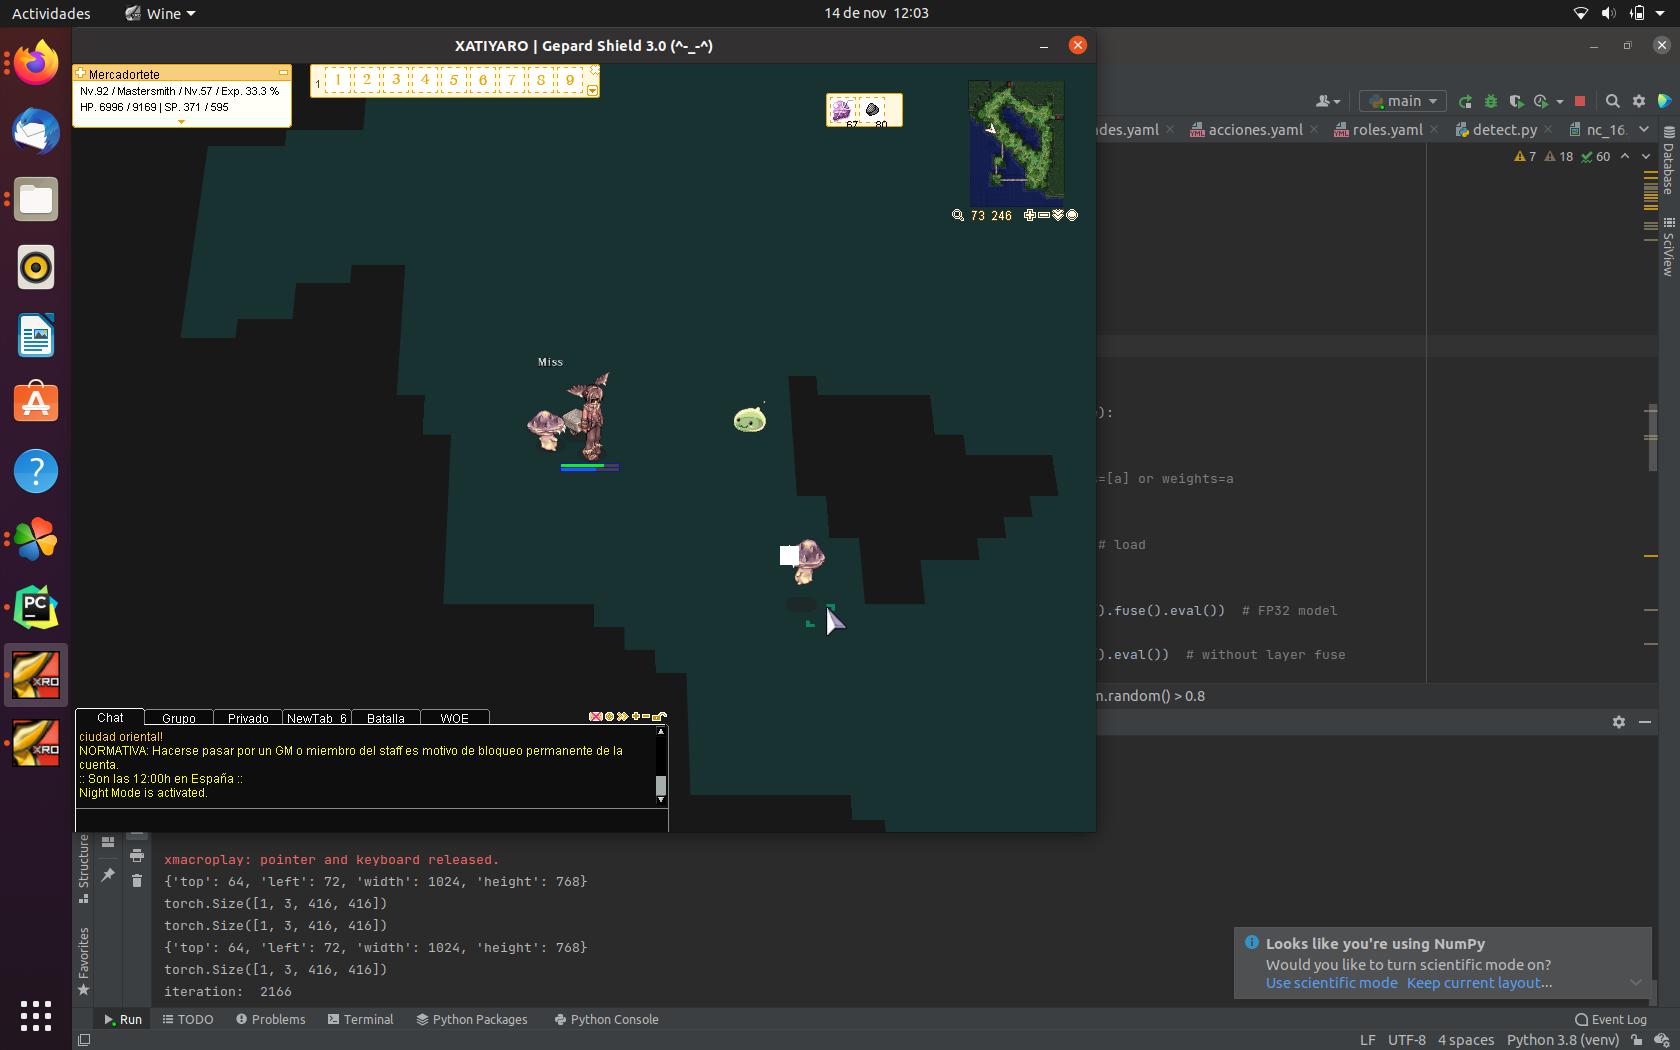 Actividades
Wine
14 de nov 12:03
XATIYARO | Gepard Shield 3.0 (^-_-^)
Mercadortete
Nv.92 / Mastersmith / Nv.57 / Exp. 33.3 %
HP. 6996 / 9169 | SP. 371 / 595
1 1 2 3 4 5 6 7 8 9
67 80
73 246
Miss
main
des.yaml
acciones.yaml
roles.yaml
detect.py
nc_16.
7 18 60
Database
SciView
):
=[a] or weights=a
# load
).fuse().eval()) # FP32 model
).eval()) # without layer fuse
m.random() > 0.8
Chat Grupo Privado NewTab_6 Batalla WOE
ciudad oriental!
NORMATIVA: Hacerse pasar por un GM o miembro del staff es motivo de bloqueo permanente de la
cuenta.
:: Son las 12:00h en España ::
Night Mode is activated.
XRO
XRO
PC
Structure
Favorites
xmacroplay: pointer and keyboard released.
{'top': 64, 'left': 72, 'width': 1024, 'height': 768}
torch.Size([1, 3, 416, 416])
torch.Size([1, 3, 416, 416])
{'top': 64, 'left': 72, 'width': 1024, 'height': 768}
torch.Size([1, 3, 416, 416])
iteration: 2166
Looks like you're using NumPy
Would you like to turn scientific mode on?
Use scientific mode Keep current layout...
Run TODO Problems Terminal Python Packages Python Console
Event Log
LF UTF-8 4 spaces Python 3.8 (venv)